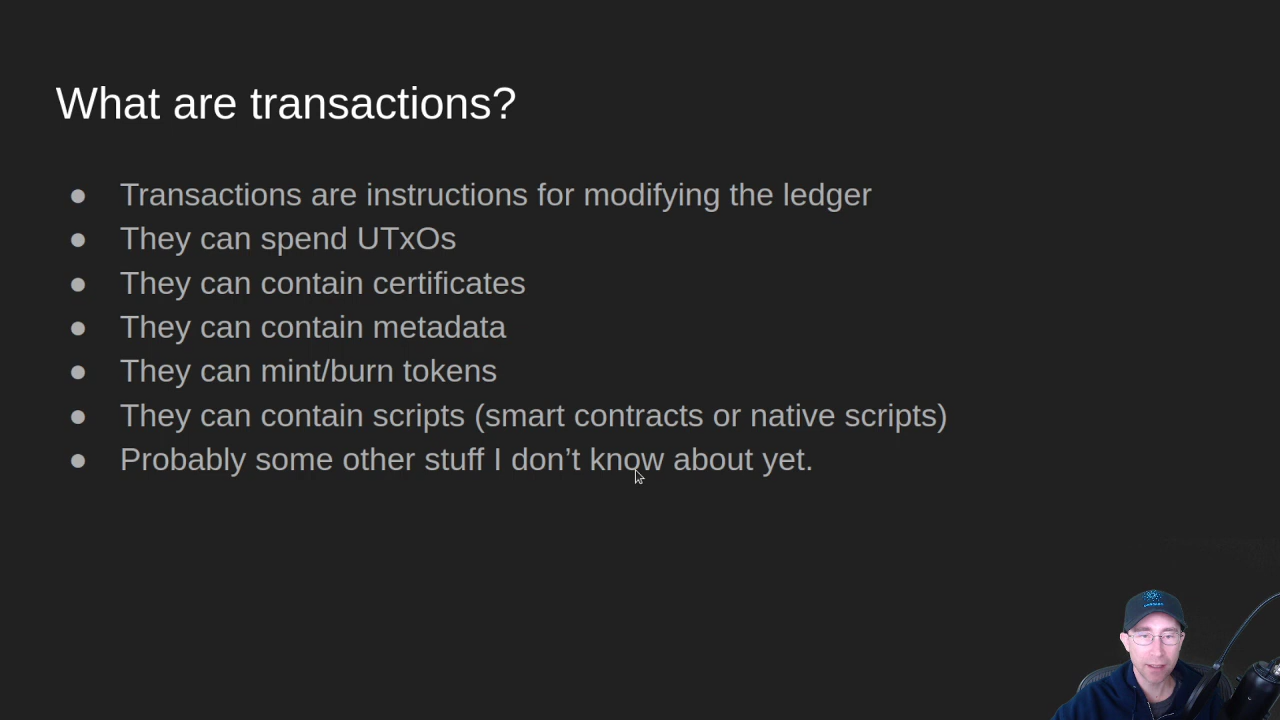 What are transactions?
● Transactions are instructions for modifying the ledger
● They can spend UTxOs
● They can contain certificates
● They can contain metadata
● They can mint/burn tokens
● They can contain scripts (smart contracts or native scripts)
● Probably some other stuff I don’t know about yet.